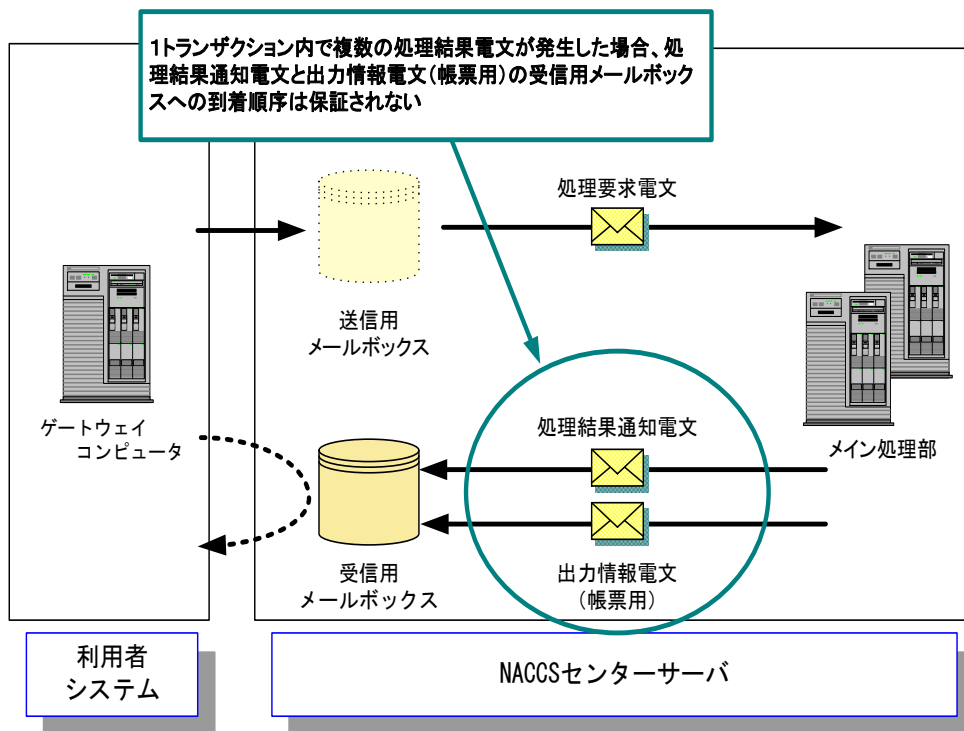 1トランザクション内で複数の処理結果電文が発生した場合、処
理結果通知電文と出力情報電文(帳票用)の受信用メールボック
スへの到着順序は保証されない
処理要求電文
送信用
メールボックス
ゲートウェイ
コンピュータ
メイン処理部
処理結果通知電文
受信用
メールボックス
出力情報電文
(帳票用)
利用者
システム
NACCSセンターサーバ